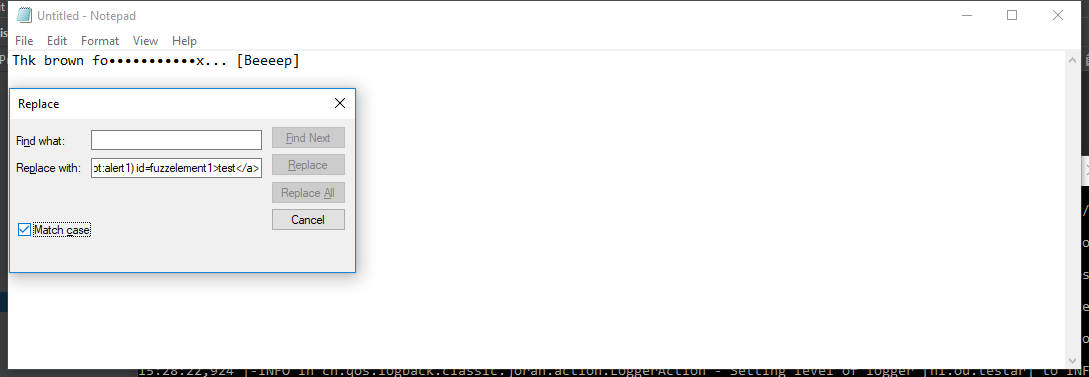 Untitled - Notepad
File Edit Format View Help
Thk brown fo•••••••••••x... [Beeeep]
Replace
Find what:
Find Next
Replace with:
ot:alert1) id=fuzzelement1>test</a>
Replace
Replace All
Cancel
Match case
15:28:22,924 |-INFO in ch.qos.logback.classic.joran.action.LoggerAction - Setting level of logger [nl.ou.testar] to INF